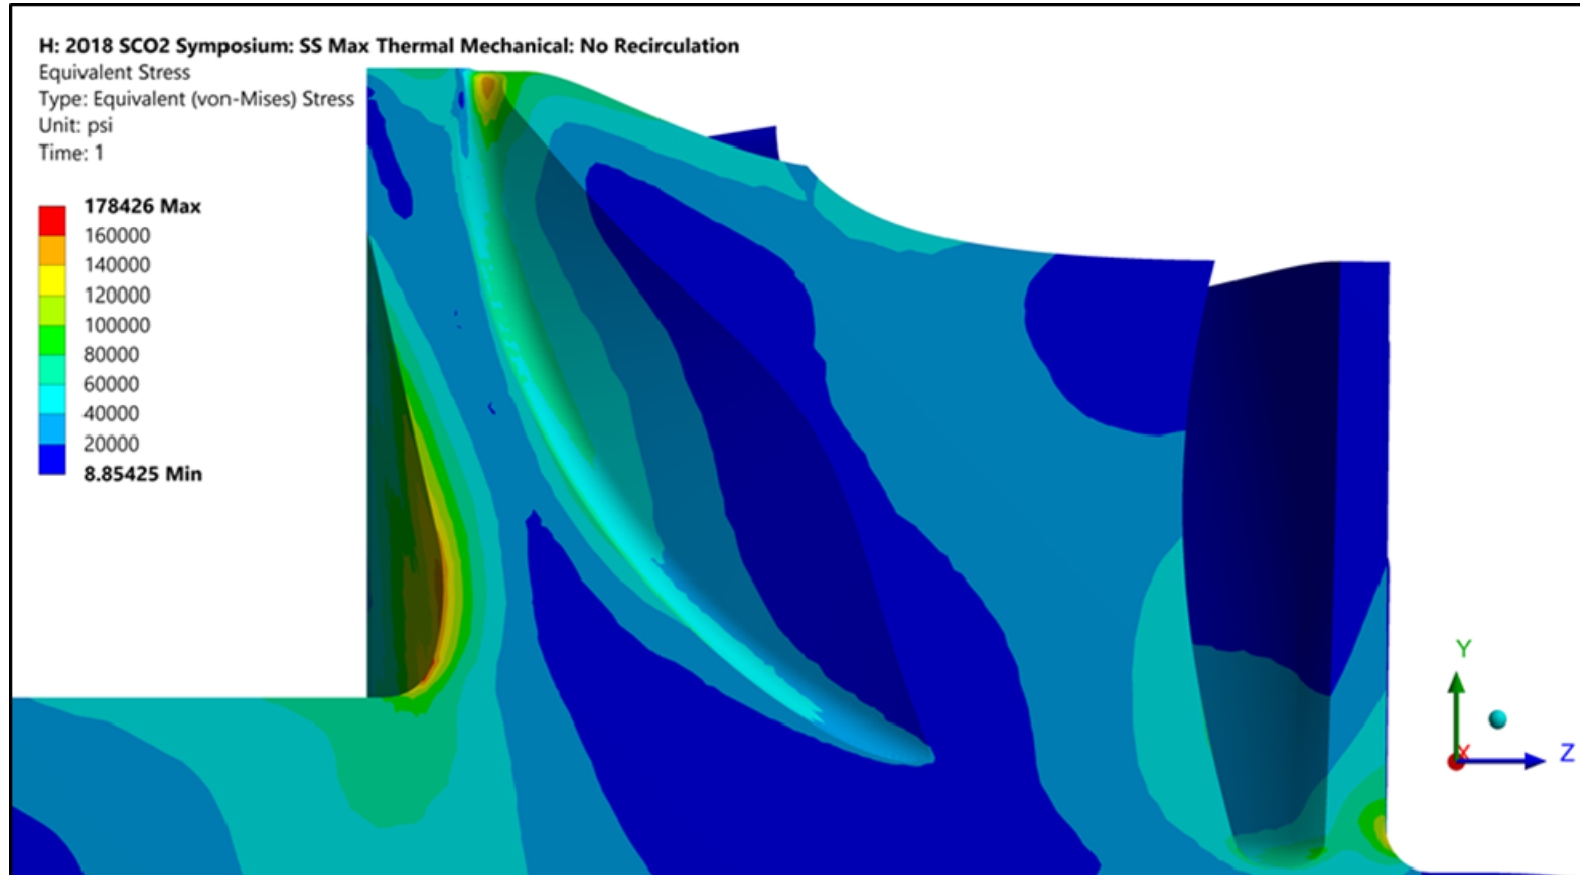 H: 2018 SCO2 Symposium: SS Max Thermal Mechanical: No Recirculation
Equivalent Stress
Type: Equivalent (von-Mises) Stress
Unit: psi
Time: 1
178426 Max
160000
140000
120000
100000
80000
60000
40000
20000
8.85425 Min
Y
X
Z